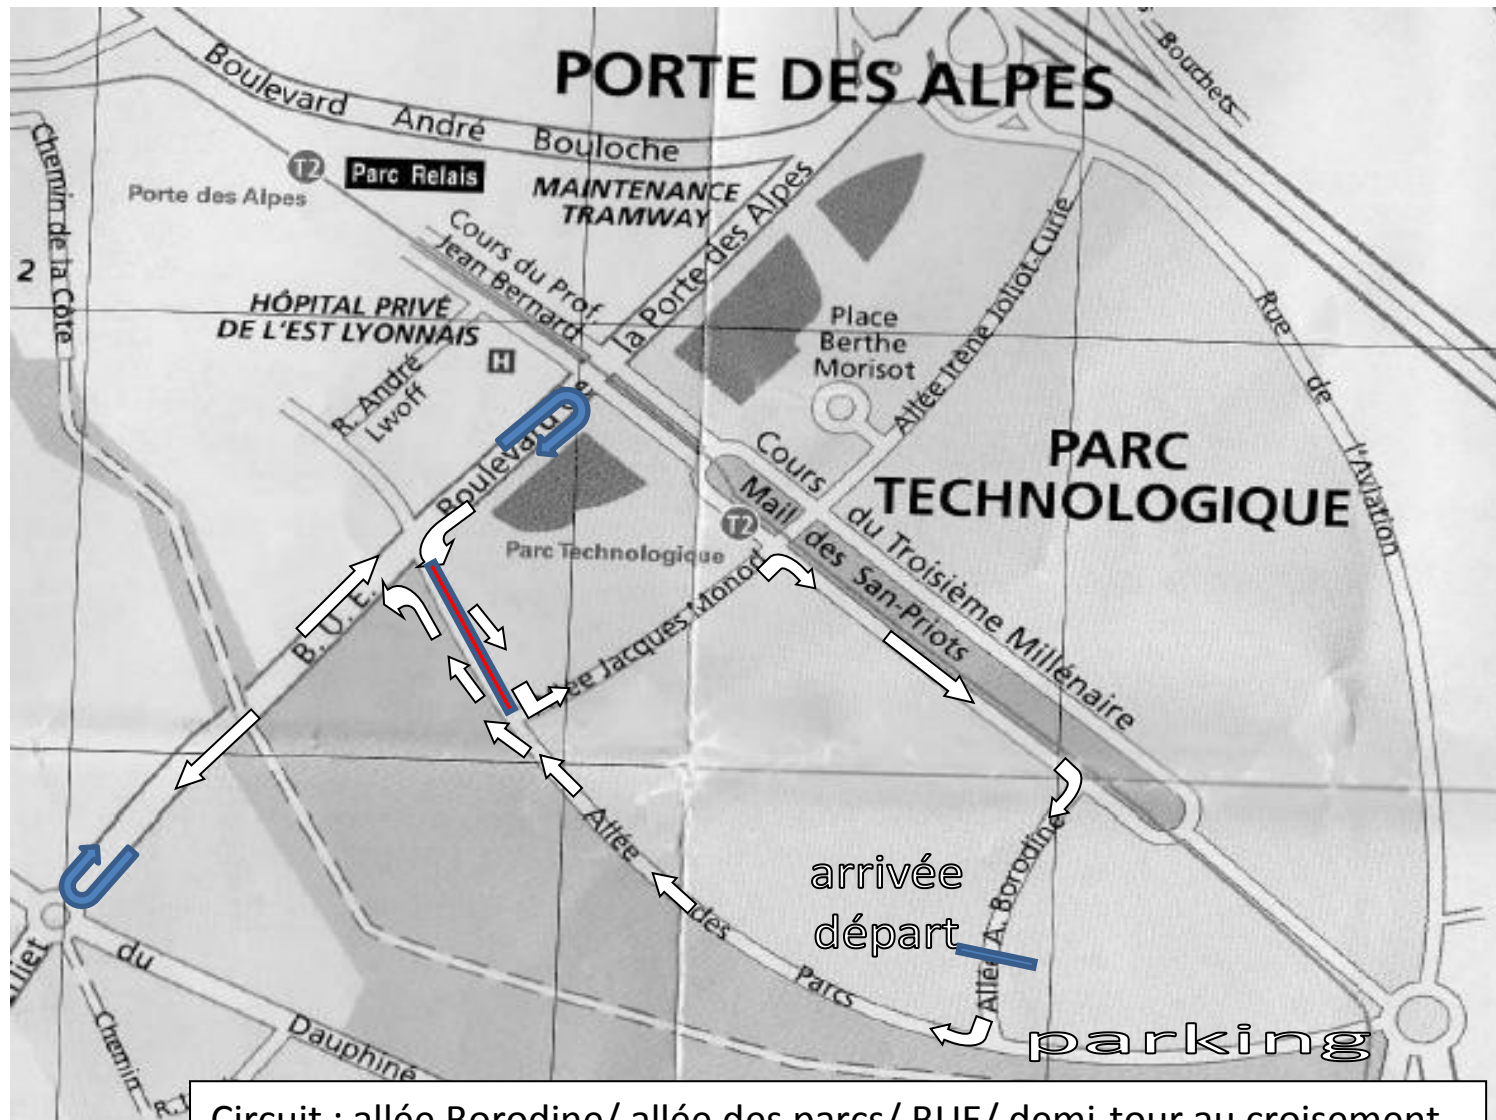 Bouchets
PORTE DES ALPES
Boulevard André Bouloche
T2
Parc Relais
Porte des Alpes
MAINTENANCE
TRAMWAY
Chemin de la Côte
2
Cours du Prof.
Jean Bernard
la Porte des Alpes
HÔPITAL PRIVÉ
DE L'EST LYONNAIS
H
R. André
Lwoff
Place
Berthe
Morisot
Allée Irène Joliot-Curie
Rue de l'Aviation
Boulevard
PARC
TECHNOLOGIQUE
Cours
du Troisième Millénaire
Mail
des San-Priots
T2
Parc Technologique
Jacques Monod
B. U. E.
Allée des Parcs
arrivée
départ
Allée A. Borodine
parking
du
Dauphiné
Chemin
Circuit : allée Borodine/ allée des parcs/ BUE/ demi-tour au croisement